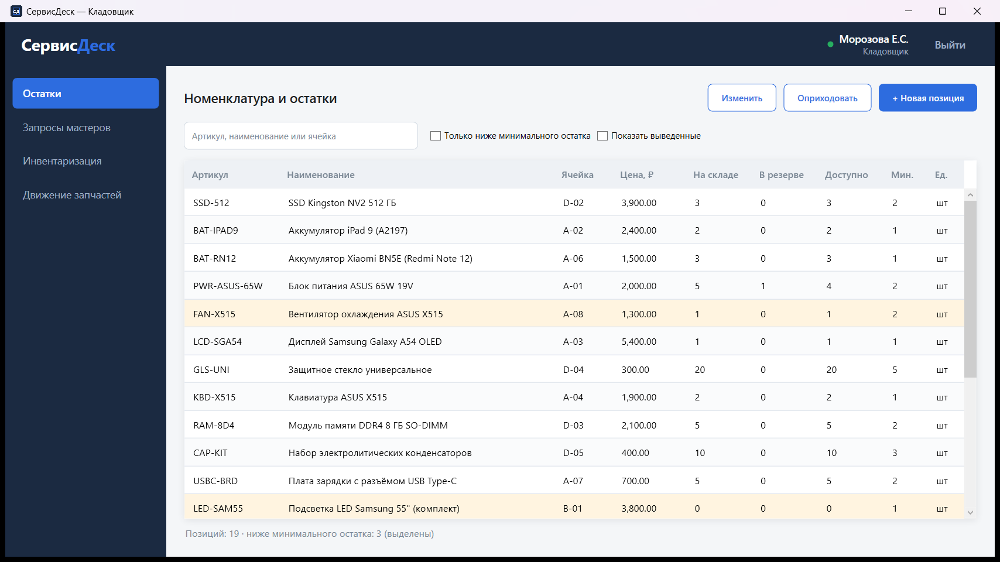 СД СервисДеск — Кладовщик
СервисДеск
Морозова Е.С.
Кладовщик
Выйти
Остатки
Запросы мастеров
Инвентаризация
Движение запчастей
Номенклатура и остатки
Изменить
Оприходовать
+ Новая позиция
Артикул, наименование или ячейка
Только ниже минимального остатка
Показать выведенные
Артикул Наименование Ячейка Цена, ₽ На складе В резерве Доступно Мин. Ед.
SSD-512 SSD Kingston NV2 512 ГБ D-02 3,900.00 3 0 3 2 шт
BAT-IPAD9 Аккумулятор iPad 9 (A2197) A-02 2,400.00 2 0 2 1 шт
BAT-RN12 Аккумулятор Xiaomi BN5E (Redmi Note 12) A-06 1,500.00 3 0 3 1 шт
PWR-ASUS-65W Блок питания ASUS 65W 19V A-01 2,000.00 5 1 4 2 шт
FAN-X515 Вентилятор охлаждения ASUS X515 A-08 1,300.00 1 0 1 2 шт
LCD-SGA54 Дисплей Samsung Galaxy A54 OLED A-03 5,400.00 1 0 1 1 шт
GLS-UNI Защитное стекло универсальное D-04 300.00 20 0 20 5 шт
KBD-X515 Клавиатура ASUS X515 A-04 1,900.00 2 0 2 1 шт
RAM-8D4 Модуль памяти DDR4 8 ГБ SO-DIMM D-03 2,100.00 5 0 5 2 шт
CAP-KIT Набор электролитических конденсаторов D-05 400.00 10 0 10 3 шт
USBC-BRD Плата зарядки с разъёмом USB Type-C A-07 700.00 5 0 5 2 шт
LED-SAM55 Подсветка LED Samsung 55" (комплект) B-01 3,800.00 0 0 0 1 шт
Позиций: 19 · ниже минимального остатка: 3 (выделены)